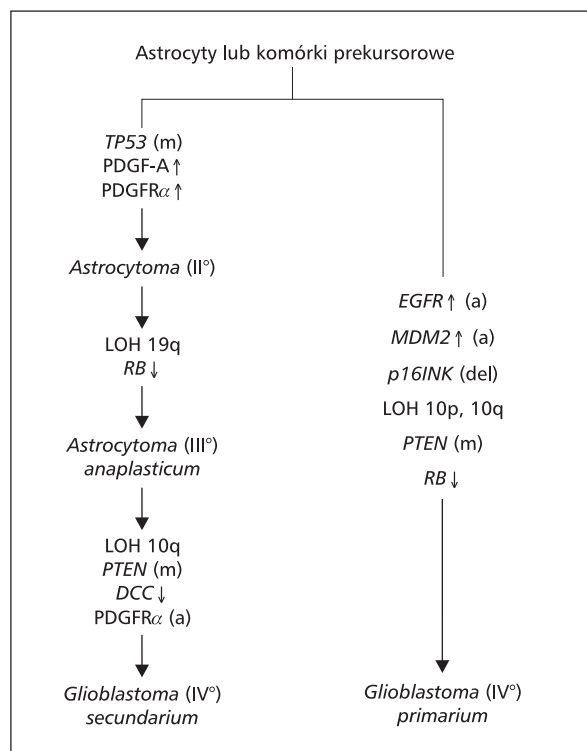 Astrocyty lub komórki prekursorowe
TP53 (m)
PDGF-A ↑
PDGFRα ↑
Astrocytoma (II°)
LOH 19q
RB ↓
Astrocytoma (III°)
anaplasticum
LOH 10q
PTEN (m)
DCC ↓
PDGFRα (a)
Glioblastoma (IV°)
secundarium
EGFR ↑ (a)
MDM2 ↑ (a)
p16INK (del)
LOH 10p, 10q
PTEN (m)
RB ↓
Glioblastoma (IV°)
primarium